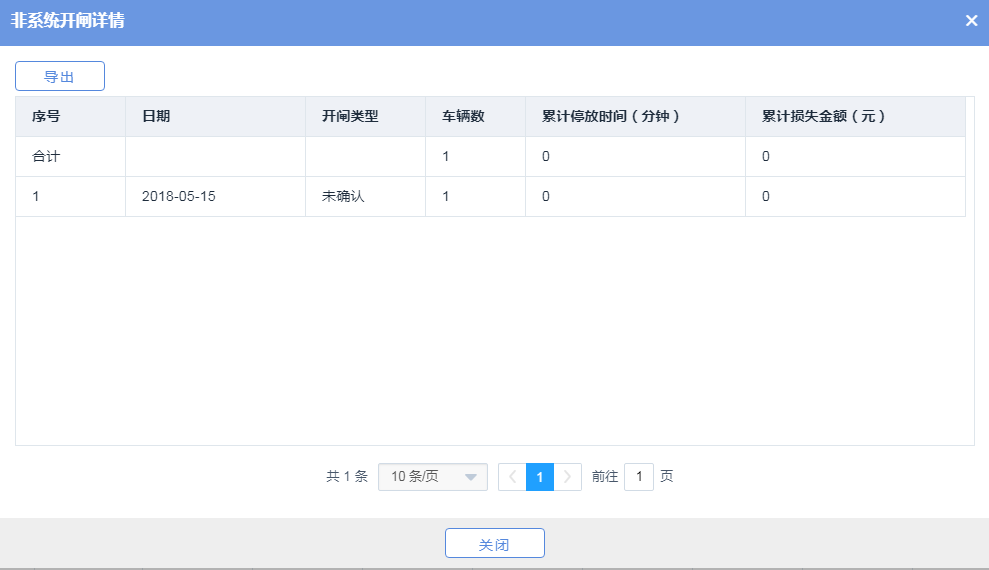 非系统开闸详情
导出
序号 日期 开闸类型 车辆数 累计停放时间（分钟） 累计损失金额（元）
合计 1 0 0
1 2018-05-15 未确认 1 0 0
共 1 条 10 条/页 1 前往 1 页
关闭